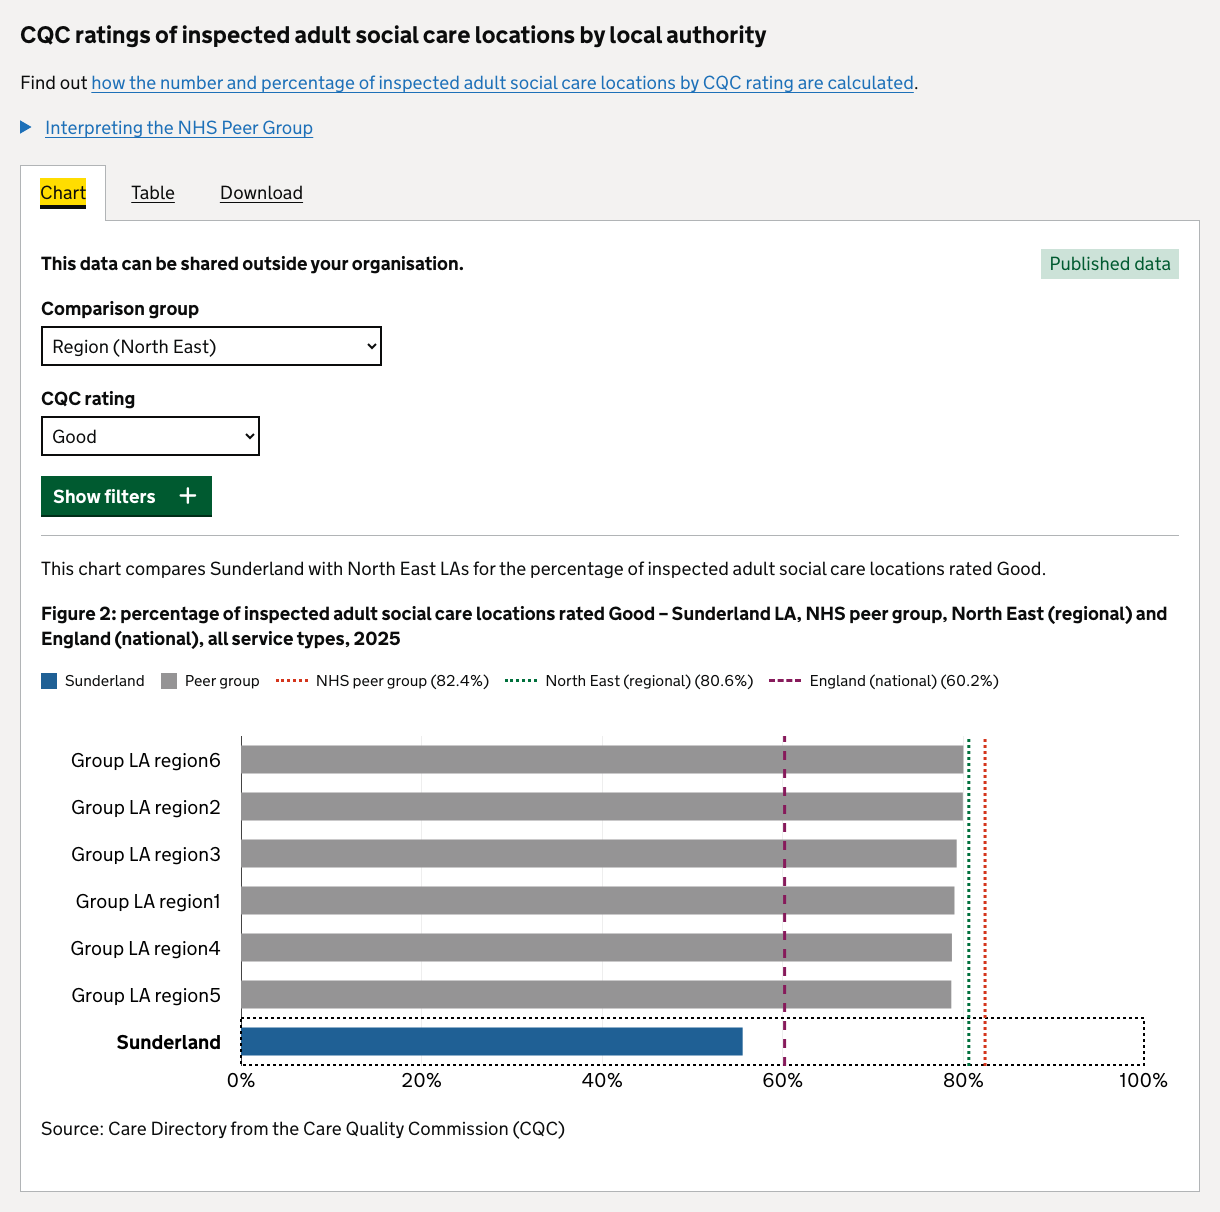 CQC ratings of inspected adult social care locations by local authority
Find out how the number and percentage of inspected adult social care locations by CQC rating are calculated.
Interpreting the NHS Peer Group
Chart
Table
Download
This data can be shared outside your organisation.
Published data
Comparison group
Region (North East)
CQC rating
Good
Show filters +
This chart compares Sunderland with North East LAs for the percentage of inspected adult social care locations rated Good.
Figure 2: percentage of inspected adult social care locations rated Good – Sunderland LA, NHS peer group, North East (regional) and
England (national), all service types, 2025
Sunderland
Peer group
NHS peer group (82.4%)
North East (regional) (80.6%)
England (national) (60.2%)
Group LA region6
Group LA region2
Group LA region3
Group LA region1
Group LA region4
Group LA region5
Sunderland
0% 20% 40% 60% 80% 100%
Source: Care Directory from the Care Quality Commission (CQC)